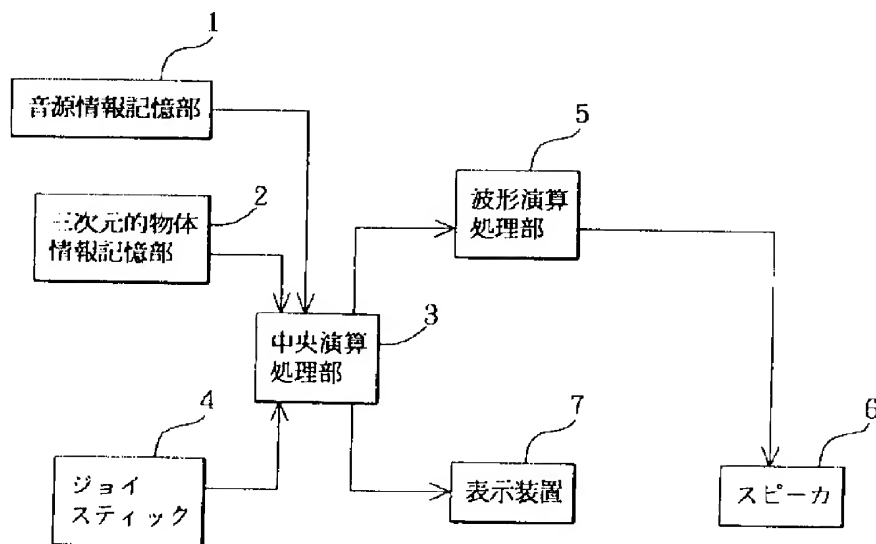 1
音源情報記憶部
2
三次元的物体
情報記憶部
3
中央演算
処理部
4
ジョイ
スティック
5
波形演算
処理部
6
スピーカ
7
表示装置